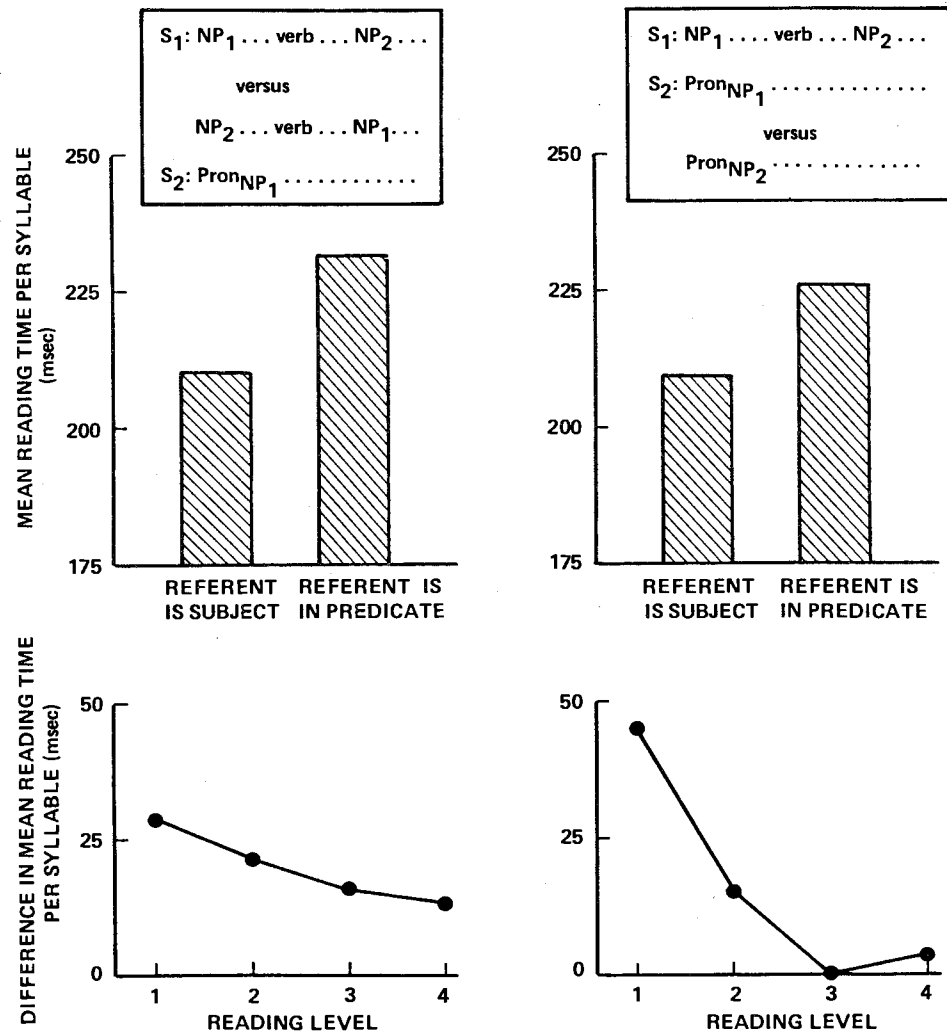 S1: NP1 ... verb ... NP2 ...
versus
NP2 ... verb ... NP1 ...
S2: PronNP1 ............
MEAN READING TIME PER SYLLABLE
(msec)
250
225
200
175
REFERENT IS SUBJECT
REFERENT IS IN PREDICATE
S1: NP1 .... verb ... NP2 ...
S2: PronNP1 ..............
versus
PronNP2 .............
250
225
200
175
REFERENT IS SUBJECT
REFERENT IS IN PREDICATE
DIFFERENCE IN MEAN READING TIME
PER SYLLABLE (msec)
50
25
0
1 2 3 4
READING LEVEL
50
25
0
1 2 3 4
READING LEVEL